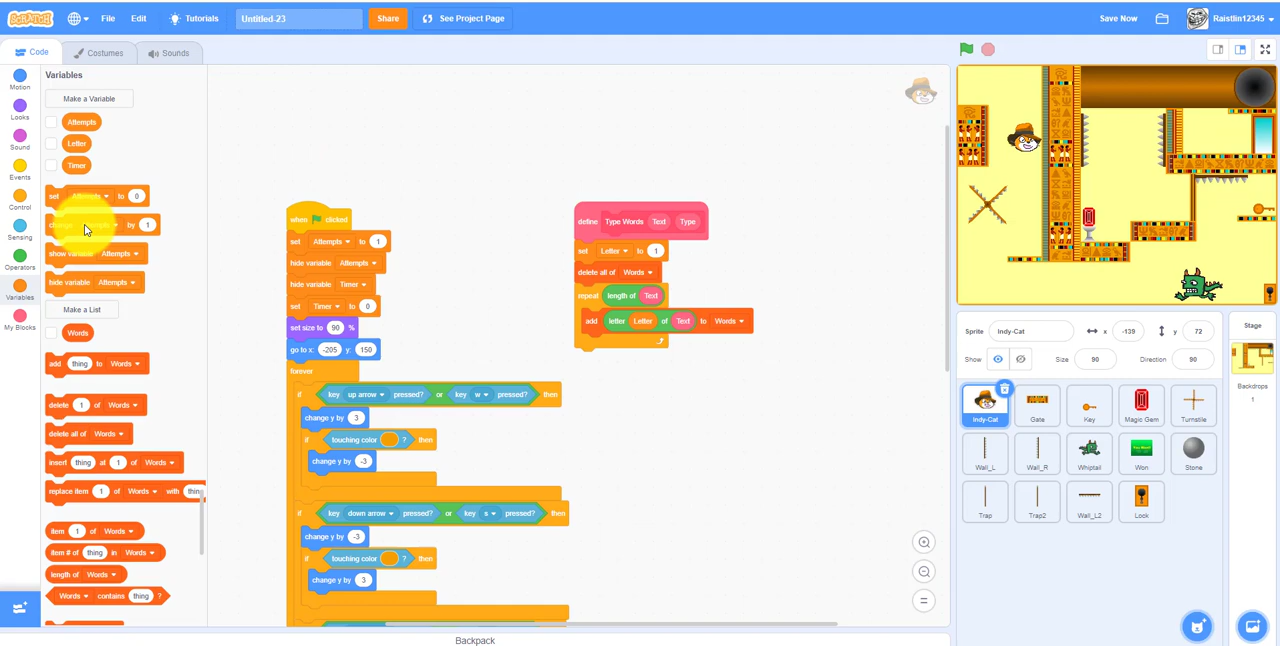 SCRATCH File Edit Tutorials Untitled-23 Share See Project Page Save Now Raistlin12345
Code Costumes Sounds
Motion
Looks
Sound
Events
Control
Sensing
Operators
Variables
My Blocks
Variables
Make a Variable
Attempts
Letter
Timer
set Attempts to 0
change by 1
show variable Attempts
hide variable Attempts
Make a List
Words
add thing to Words
delete 1 of Words
delete all of Words
insert thing at 1 of Words
replace item 1 of Words with thing
item 1 of Words
item # of thing in Words
length of Words
Words contains thing ?
when clicked
set Attempts to 1
hide variable Attempts
hide variable Timer
set Timer to 0
set size to 90 %
go to x: -205 y: 150
forever
if key up arrow pressed? or key w pressed? then
change y by 3
if touching color ? then
change y by -3
if key down arrow pressed? or key s pressed? then
change y by -3
if touching color ? then
change y by 3
define Type Words Text Type
set Letter to 1
delete all of Words
repeat length of Text
add letter Letter of Text to Words
Sprite Indy-Cat x -139 y 72
Show Size 90 Direction 90
Indy-Cat Gate Key Magic Gem Turnstile
Wall_L Wall_R Whiptail Won Stone
Trap Trap2 Wall_L2 Lock
Stage
Backdrops
1
Backpack